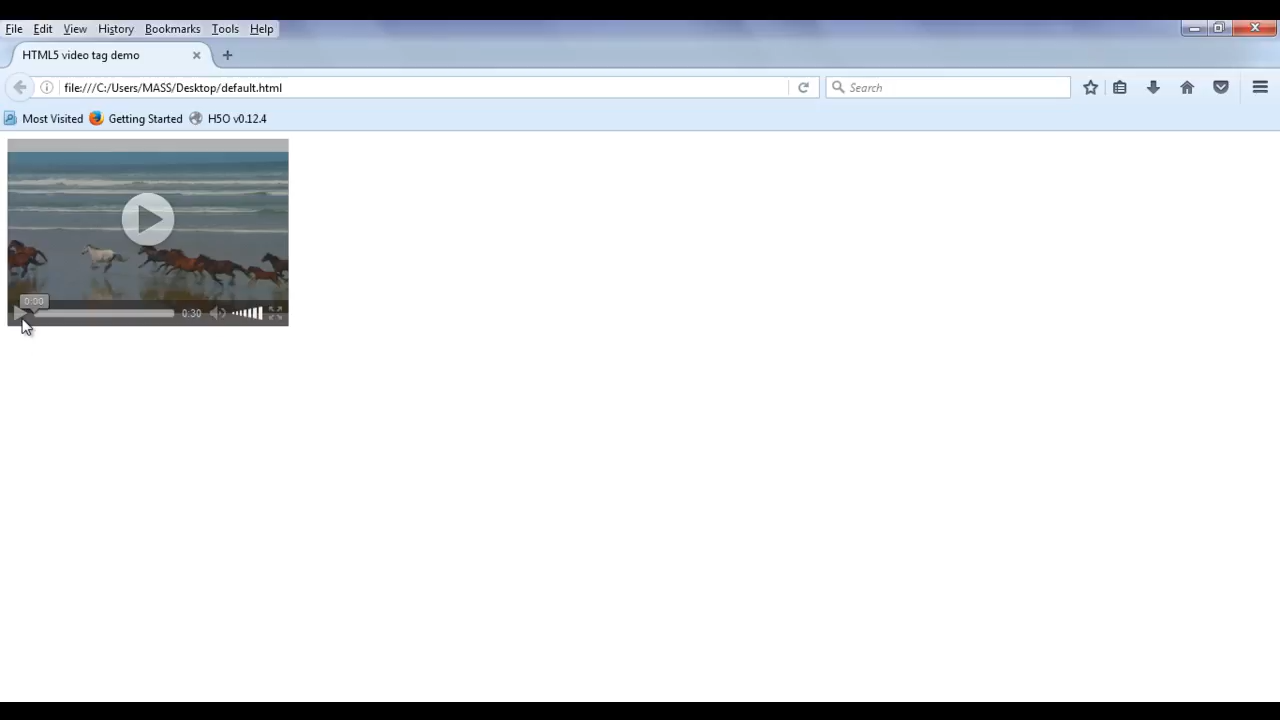 File Edit View History Bookmarks Tools Help
HTML5 video tag demo
file:///C:/Users/MASS/Desktop/default.html Search
Most Visited Getting Started H5O v0.12.4
0:00
0:30